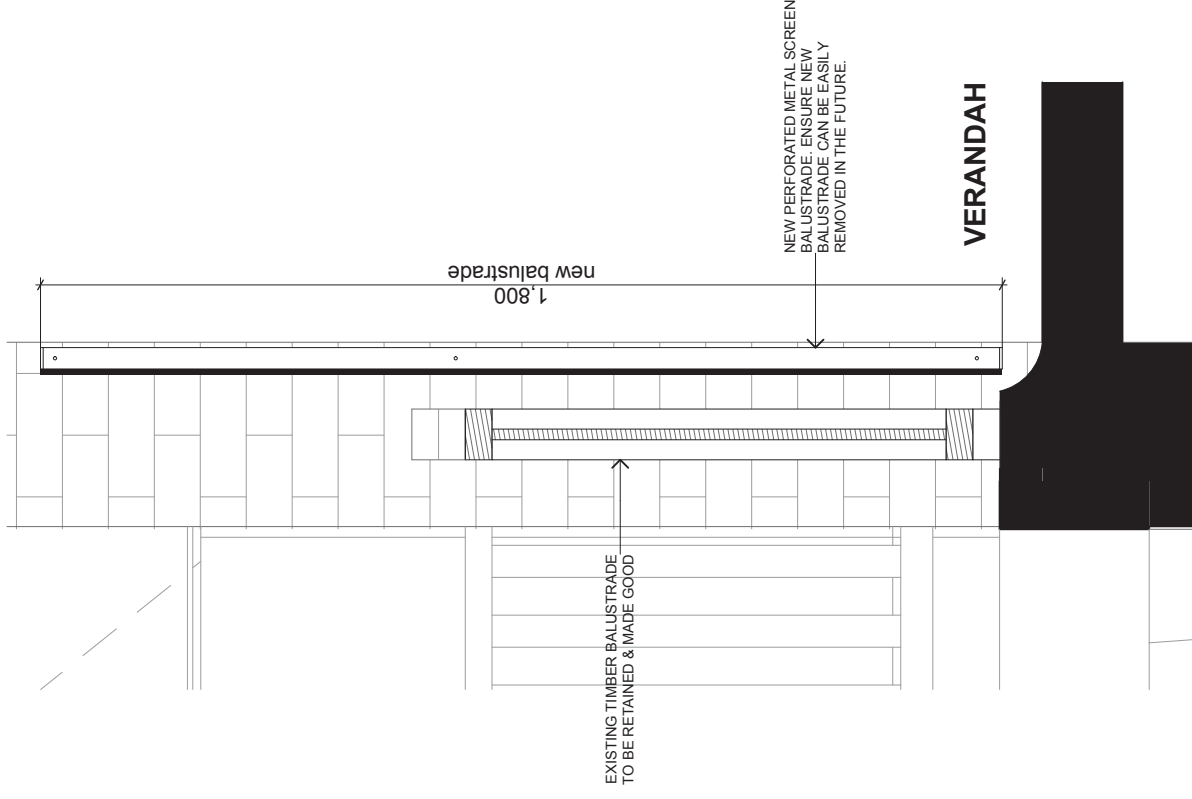 1,800
new balustrade
NEW PERFORATED METAL SCREEN
BALUSTRADE. ENSURE NEW
BALUSTRADE CAN BE EASILY
REMOVED IN THE FUTURE.
VERANDAH
EXISTING TIMBER BALUSTRADE
TO BE RETAINED & MADE GOOD